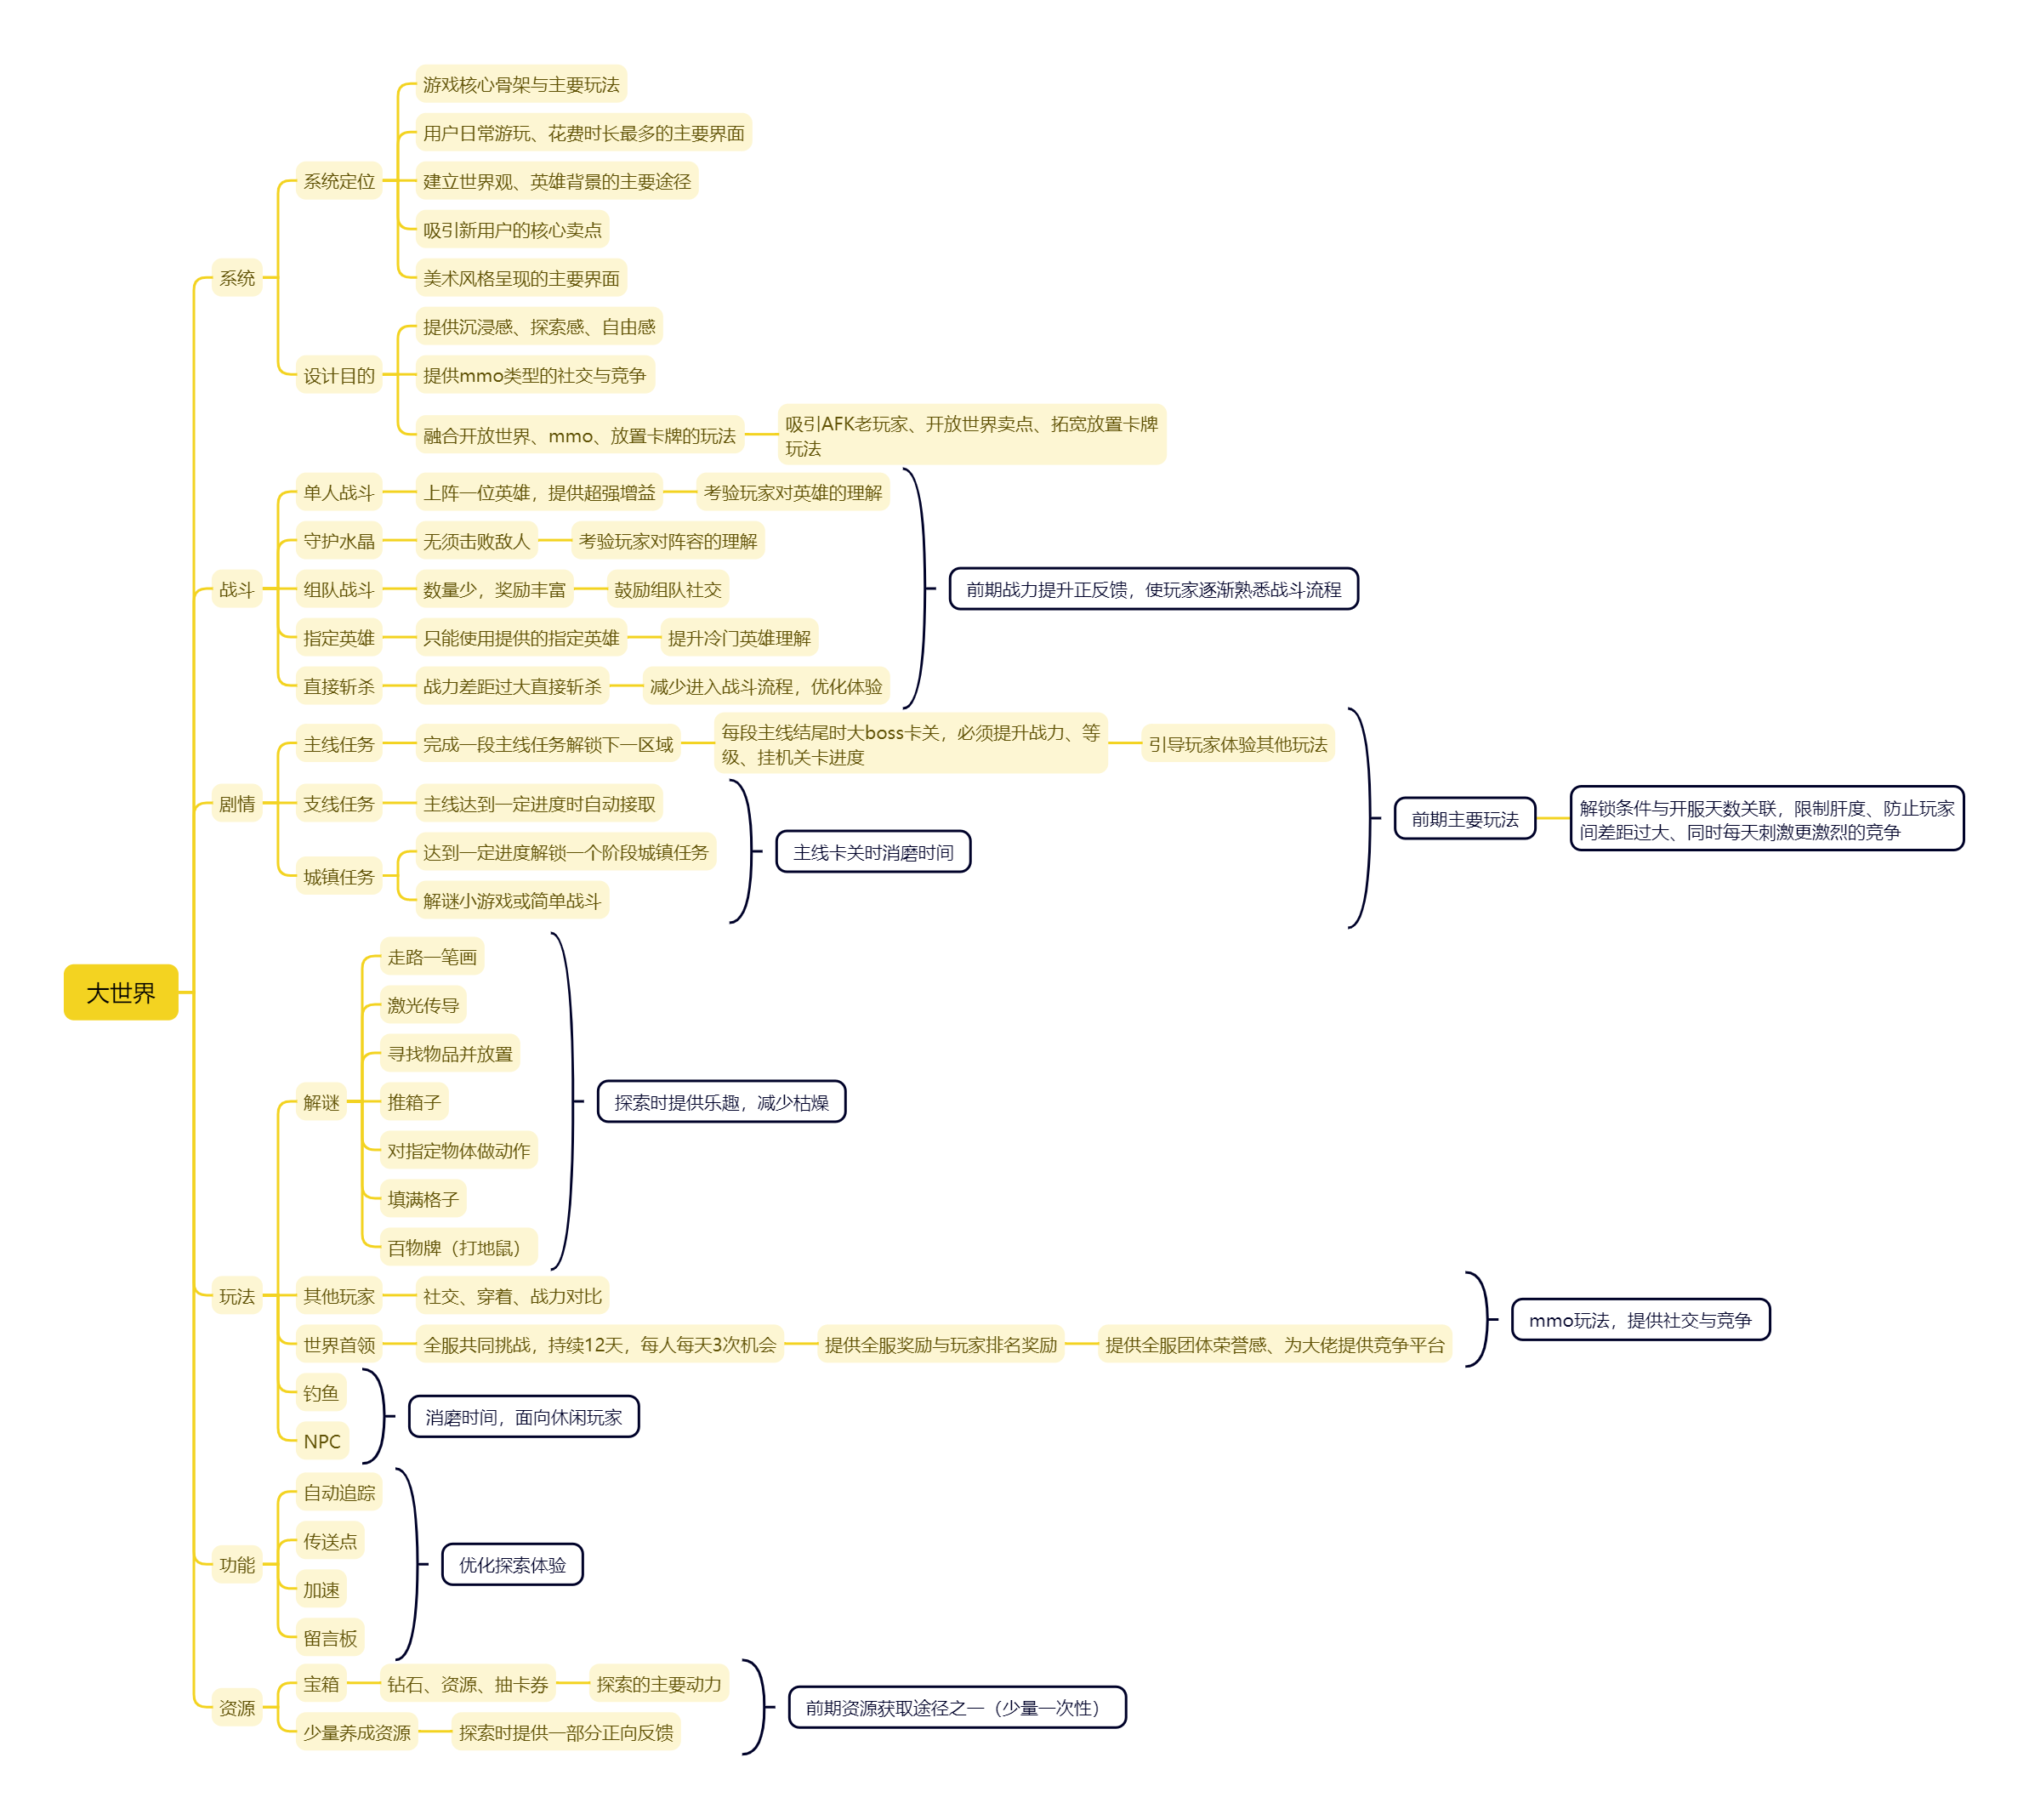 大世界
系统
系统定位
游戏核心骨架与主要玩法
用户日常游玩、花费时长最多的主要界面
建立世界观、英雄背景的主要途径
吸引新用户的核心卖点
美术风格呈现的主要界面
设计目的
提供沉浸感、探索感、自由感
提供mmo类型的社交与竞争
融合开放世界、mmo、放置卡牌的玩法
吸引AFK老玩家、开放世界卖点、拓宽放置卡牌
玩法
战斗
单人战斗
上阵一位英雄，提供超强增益
考验玩家对英雄的理解
守护水晶
无须击败敌人
考验玩家对阵容的理解
组队战斗
数量少，奖励丰富
鼓励组队社交
指定英雄
只能使用提供的指定英雄
提升冷门英雄理解
直接斩杀
战力差距过大直接斩杀
减少进入战斗流程，优化体验
前期战力提升正反馈，使玩家逐渐熟悉战斗流程
剧情
主线任务
完成一段主线任务解锁下一区域
每段主线结尾时大boss卡关，必须提升战力、等
级、挂机关卡进度
引导玩家体验其他玩法
支线任务
主线达到一定进度时自动接取
城镇任务
达到一定进度解锁一个阶段城镇任务
解谜小游戏或简单战斗
主线卡关时消磨时间
前期主要玩法
解锁条件与开服天数关联，限制肝度、防止玩家
间差距过大、同时每天刺激更激烈的竞争
玩法
解谜
走路一笔画
激光传导
寻找物品并放置
推箱子
对指定物体做动作
填满格子
百物牌（打地鼠）
探索时提供乐趣，减少枯燥
其他玩家
社交、穿着、战力对比
世界首领
全服共同挑战，持续12天，每人每天3次机会
提供全服奖励与玩家排名奖励
提供全服团体荣誉感、为大佬提供竞争平台
mmo玩法，提供社交与竞争
钓鱼
NPC
消磨时间，面向休闲玩家
功能
自动追踪
传送点
加速
留言板
优化探索体验
资源
宝箱
钻石、资源、抽卡券
探索的主要动力
少量养成资源
探索时提供一部分正向反馈
前期资源获取途径之一（少量一次性）